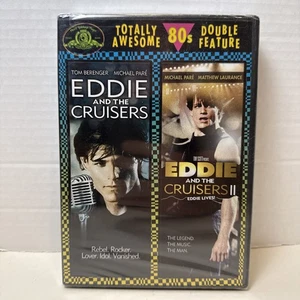 TOTALLY
AWESOME
80s
DOUBLE
FEATURE
TOM BERENGER MICHAEL PARÉ
EDDIE
AND THE
CRUISERS
Rebel. Rocker.
Lover. Idol. Vanished.
MICHAEL PARÉ MATTHEW LAURANCE
EDDIE
AND THE
CRUISERS II
EDDIE LIVES!
THE LEGEND
THE MUSIC
THE MAN